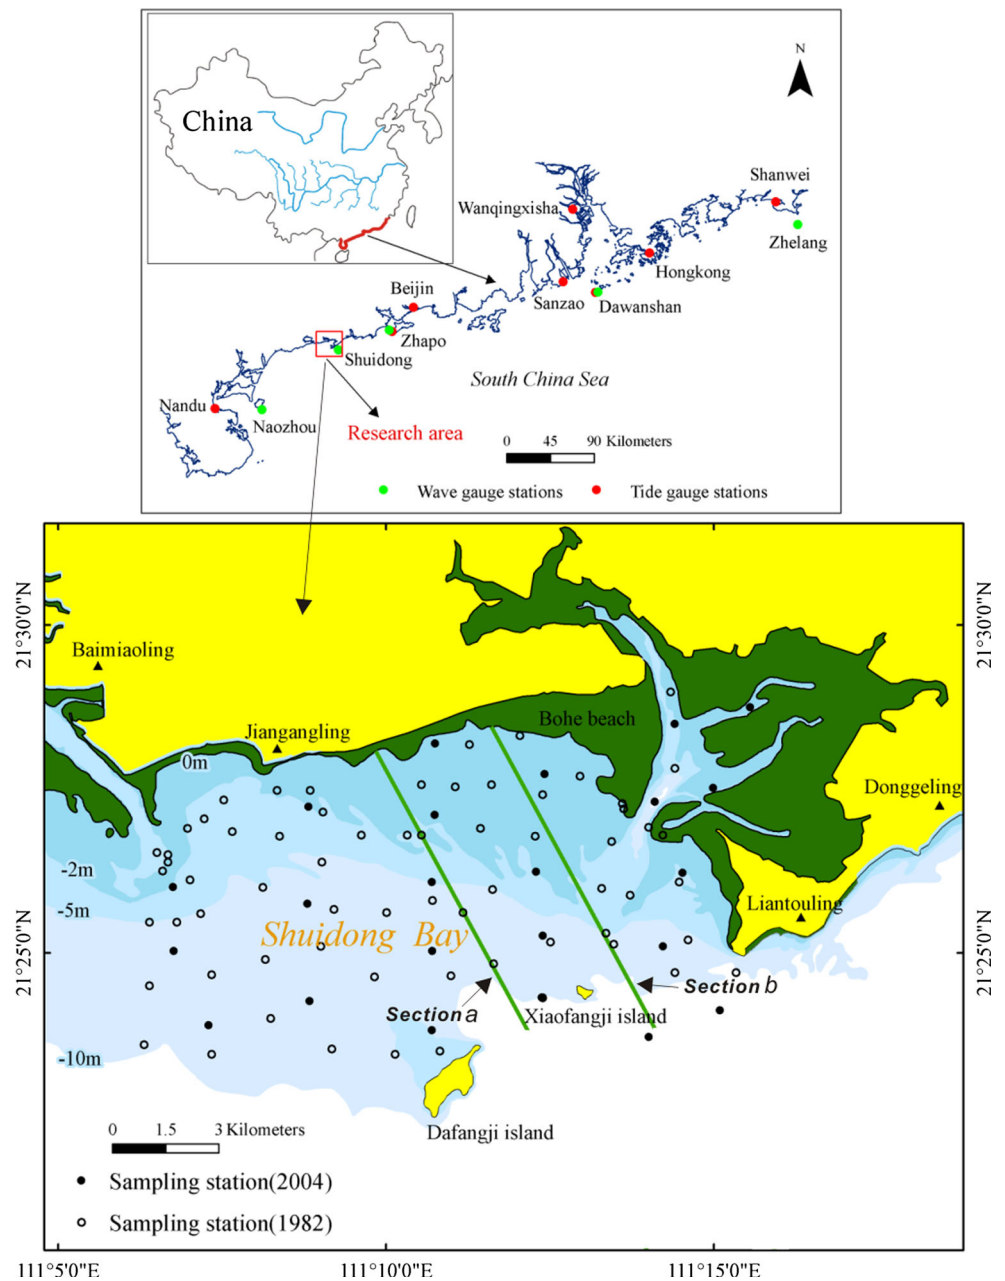 China
N
Shanwei
Wanqingxisha
Zhelang
Hongkong
Beijin
Sanzao
Dawanshan
Zhapo
Shuidong
South China Sea
Nandu
Naozhou
Research area
0 45 90 Kilometers
Wave gauge stations
Tide gauge stations
21°30'0"N
21°30'0"N
Baimiaoling
Jiangangling
Bohe beach
0m
Donggeling
-2m
Liantouling
-5m
Shuidong Bay
21°25'0"N
21°25'0"N
Section a
Section b
Xiaofangji island
-10m
0 1.5 3 Kilometers
Dafangji island
Sampling station(2004)
Sampling station(1982)
111°5'0"E
111°10'0"E
111°15'0"E